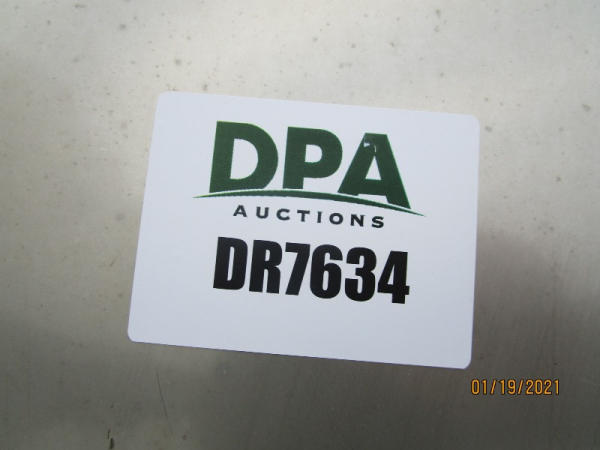 DPA
AUCTIONS
DR7634
01/19/2021